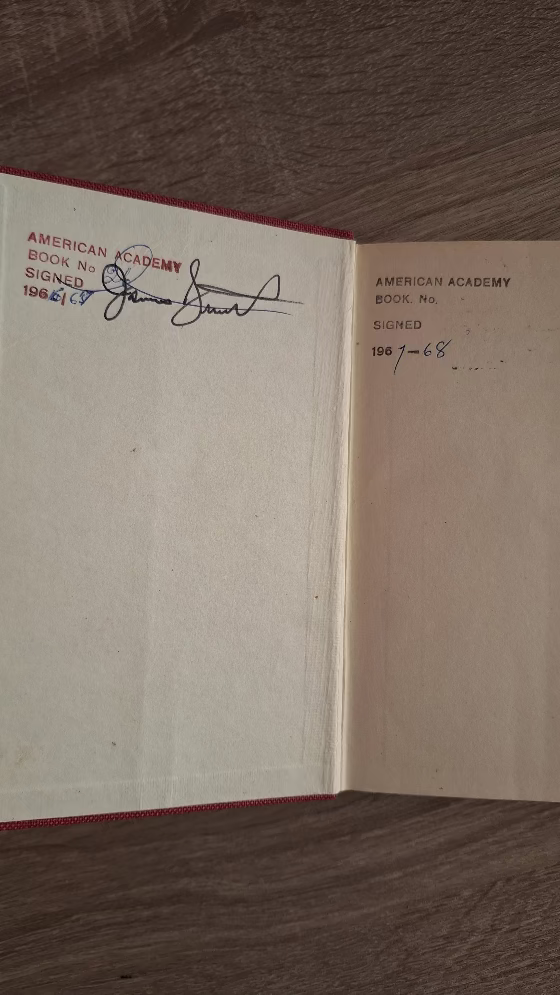 AMERICAN ACADEMY
BOOK No
SIGNED
196 /
AMERICAN ACADEMY
BOOK. No.
SIGNED
1967-68